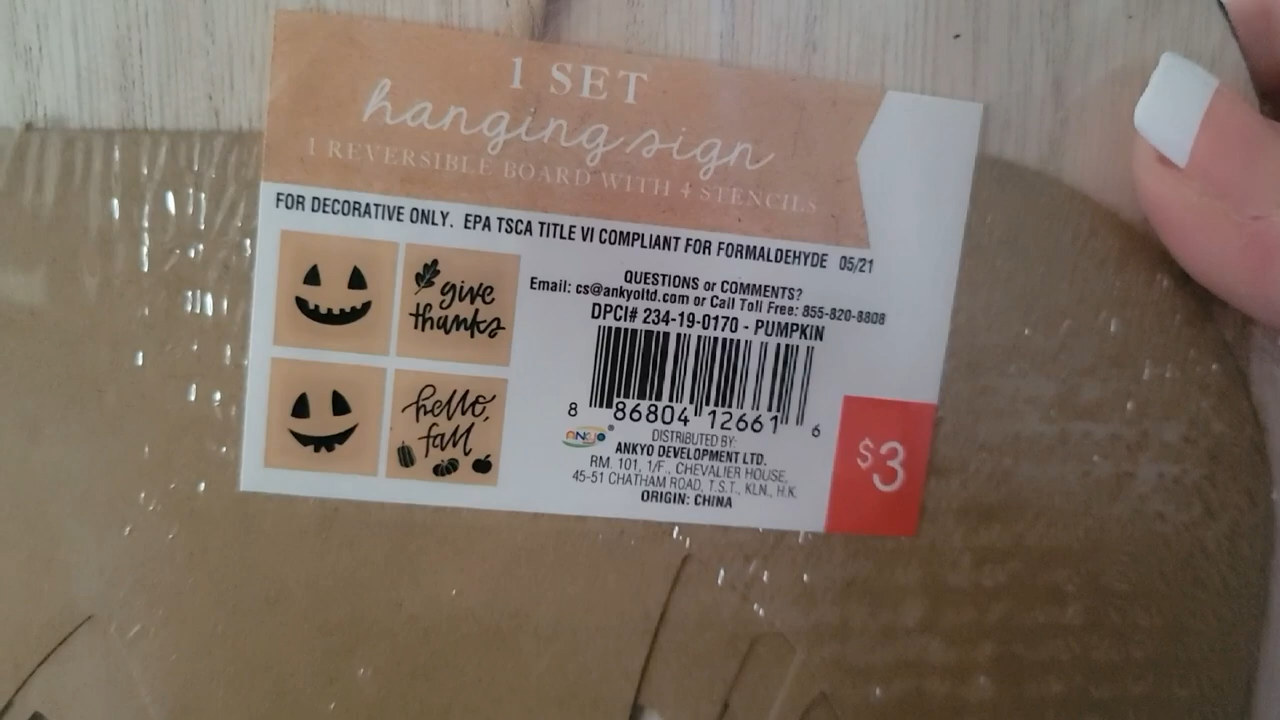 1 SET
hanging sign
1 REVERSIBLE BOARD WITH 4 STENCILS
FOR DECORATIVE ONLY. EPA TSCA TITLE VI COMPLIANT FOR FORMALDEHYDE 05/21
give
thanks
hello,
fall
QUESTIONS or COMMENTS?
Email: cs@ankyoltd.com or Call Toll Free: 855-820-8808
DPCI# 234-19-0170 - PUMPKIN
8 86804 12661 6
ANKYO
DISTRIBUTED BY:
ANKYO DEVELOPMENT LTD.
RM. 101, 1/F., CHEVALIER HOUSE,
45-51 CHATHAM ROAD, T.S.T., KLN., H.K.
ORIGIN: CHINA
$3